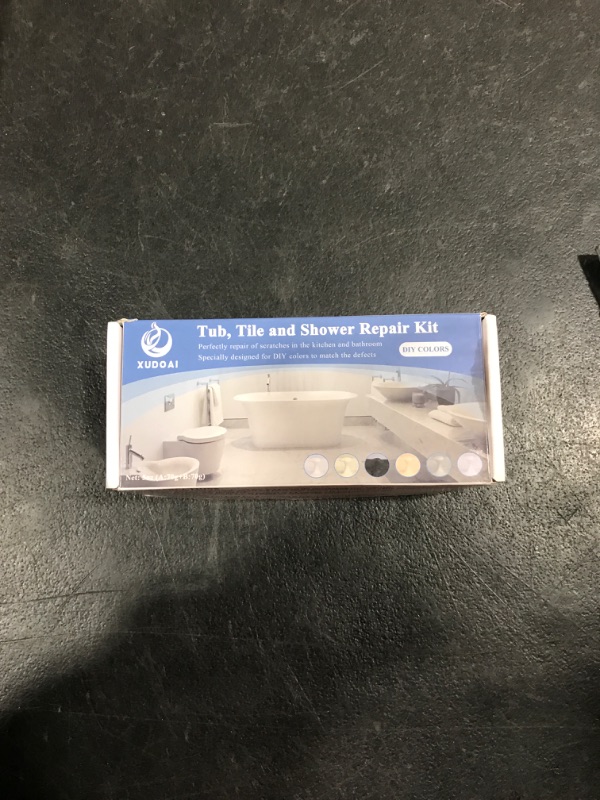 XUDOAI
Tub, Tile and Shower Repair Kit
Perfectly repair of scratches in the kitchen and bathroom
Specially designed for DIY colors to match the defects
DIY COLORS
Net: